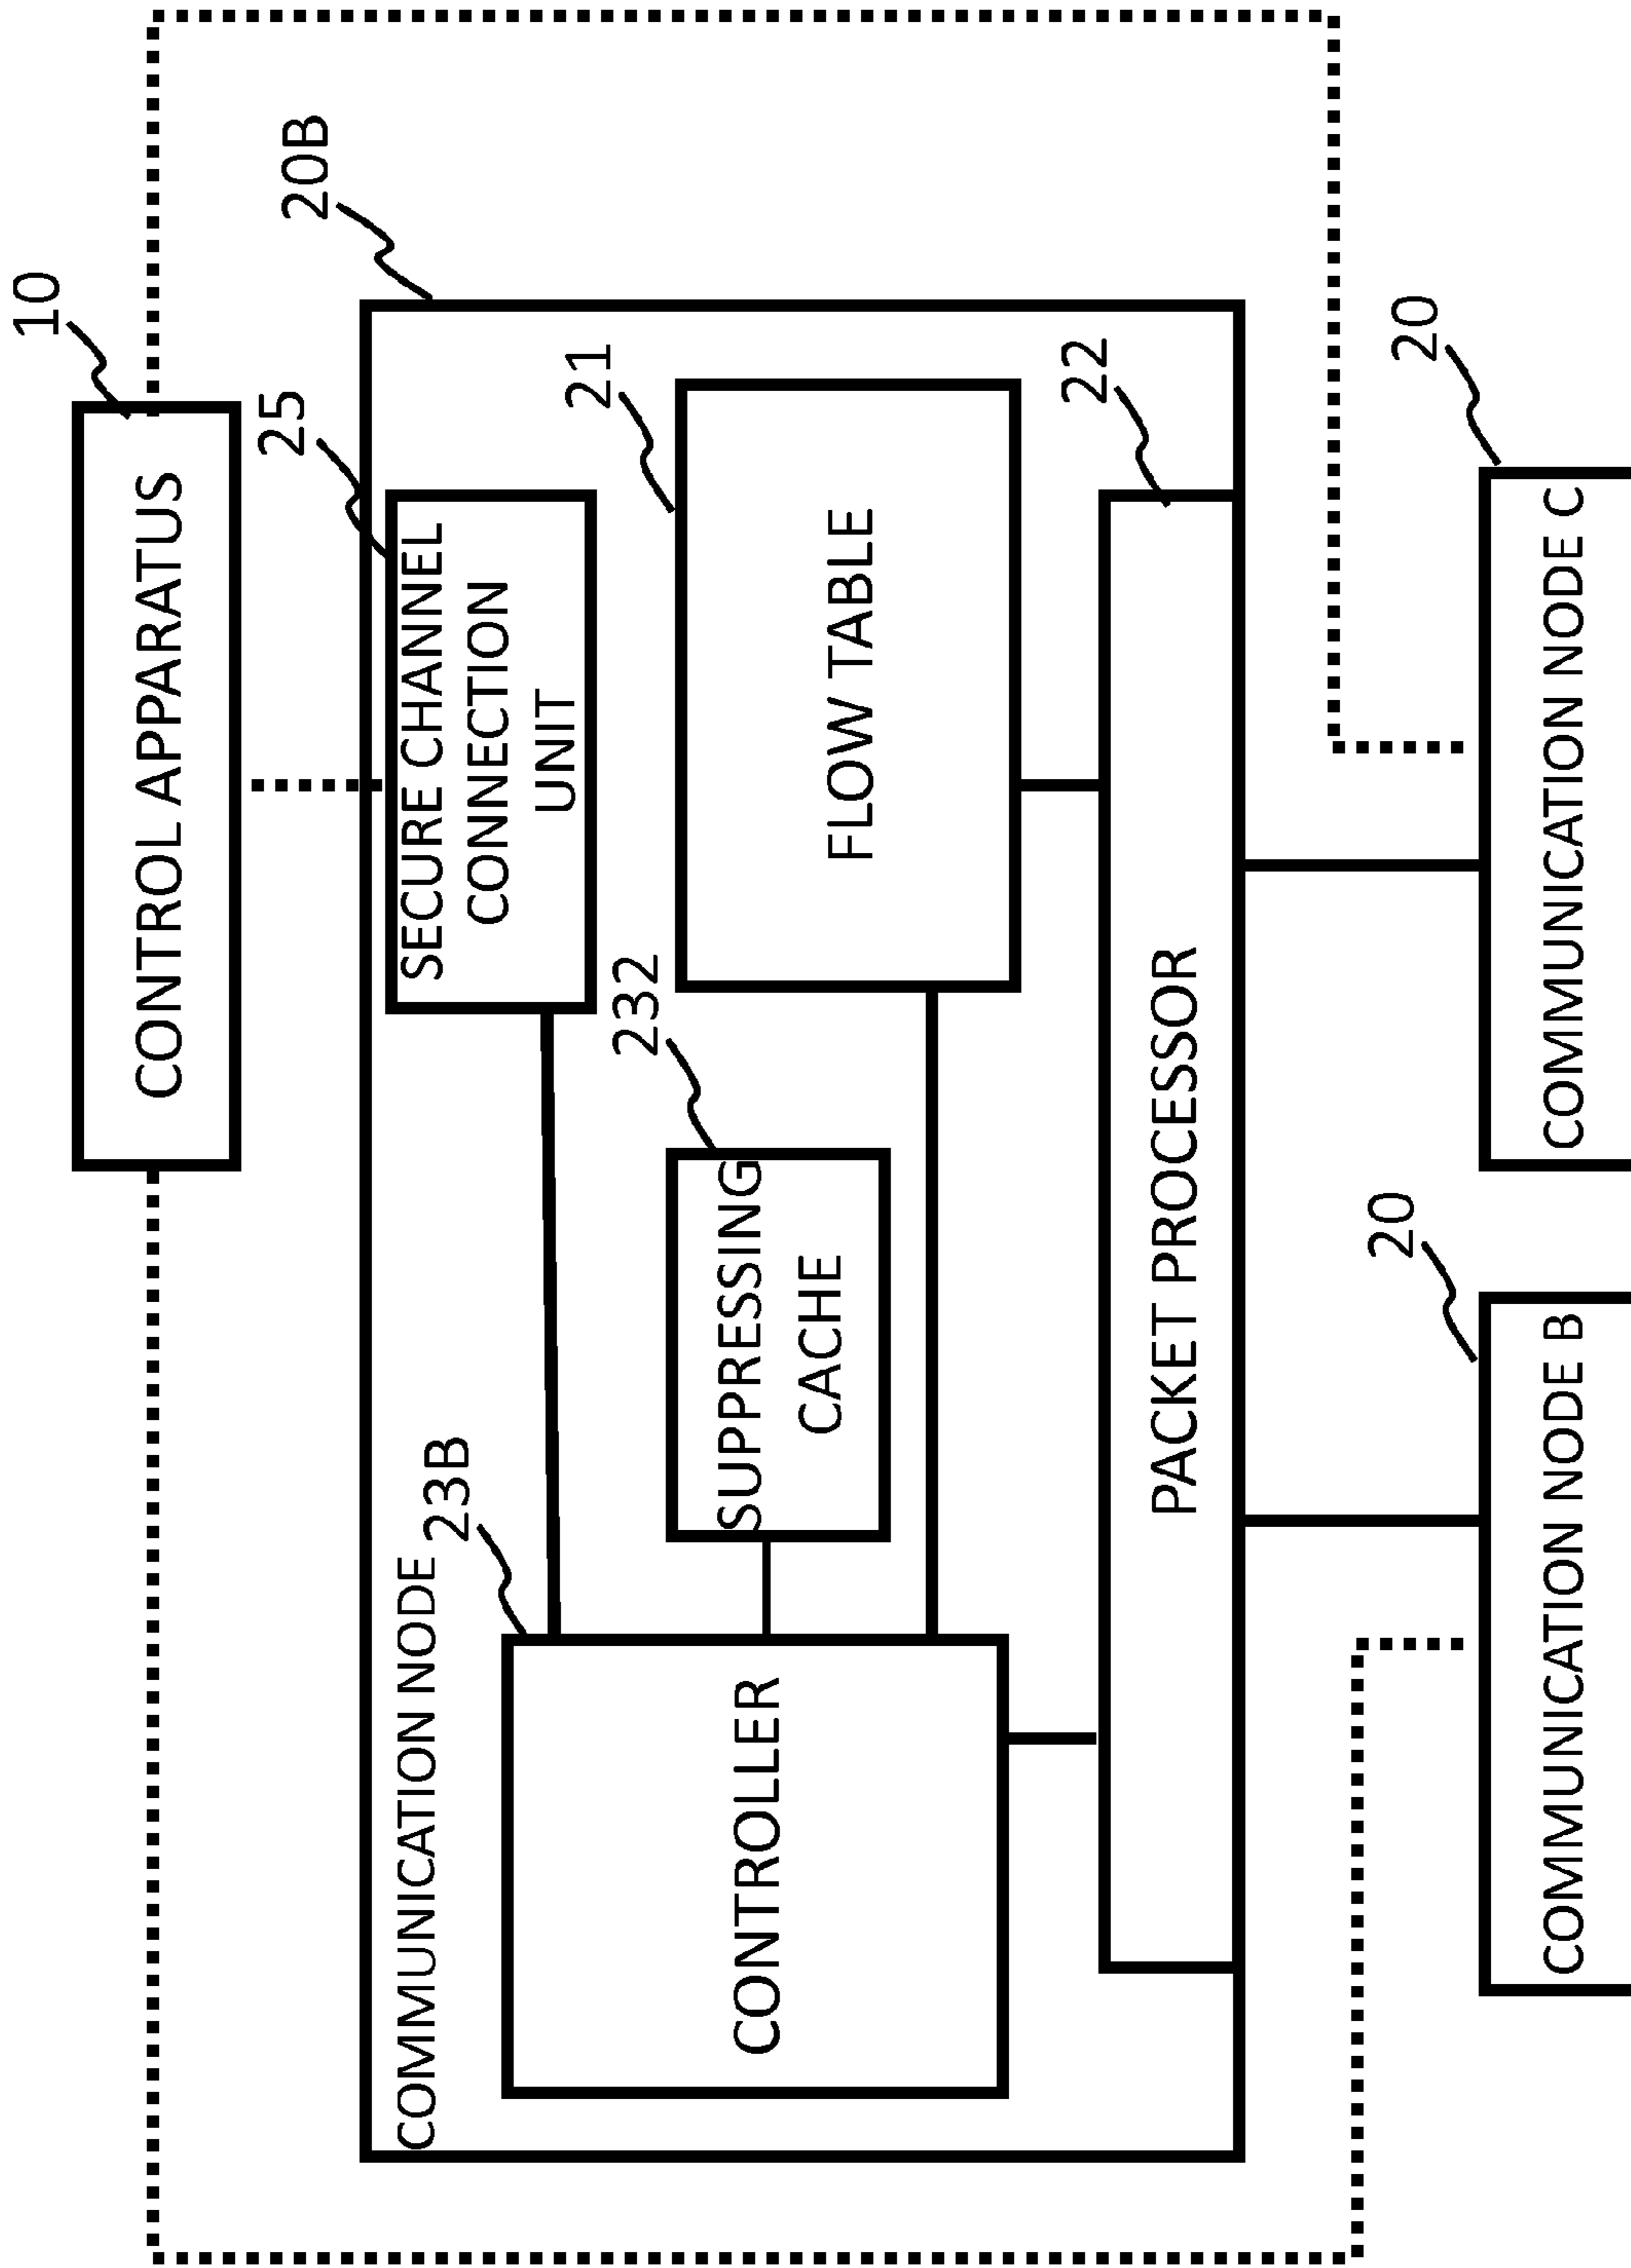 10
CONTROL APPARATUS
20B
25
COMMUNICATION NODE
23B
SECURE CHANNEL
CONNECTION
UNIT
CONTROLLER
232
SUPPRESSING
CACHE
21
FLOW TABLE
22
PACKET PROCESSOR
20
COMMUNICATION NODE B
20
COMMUNICATION NODE C